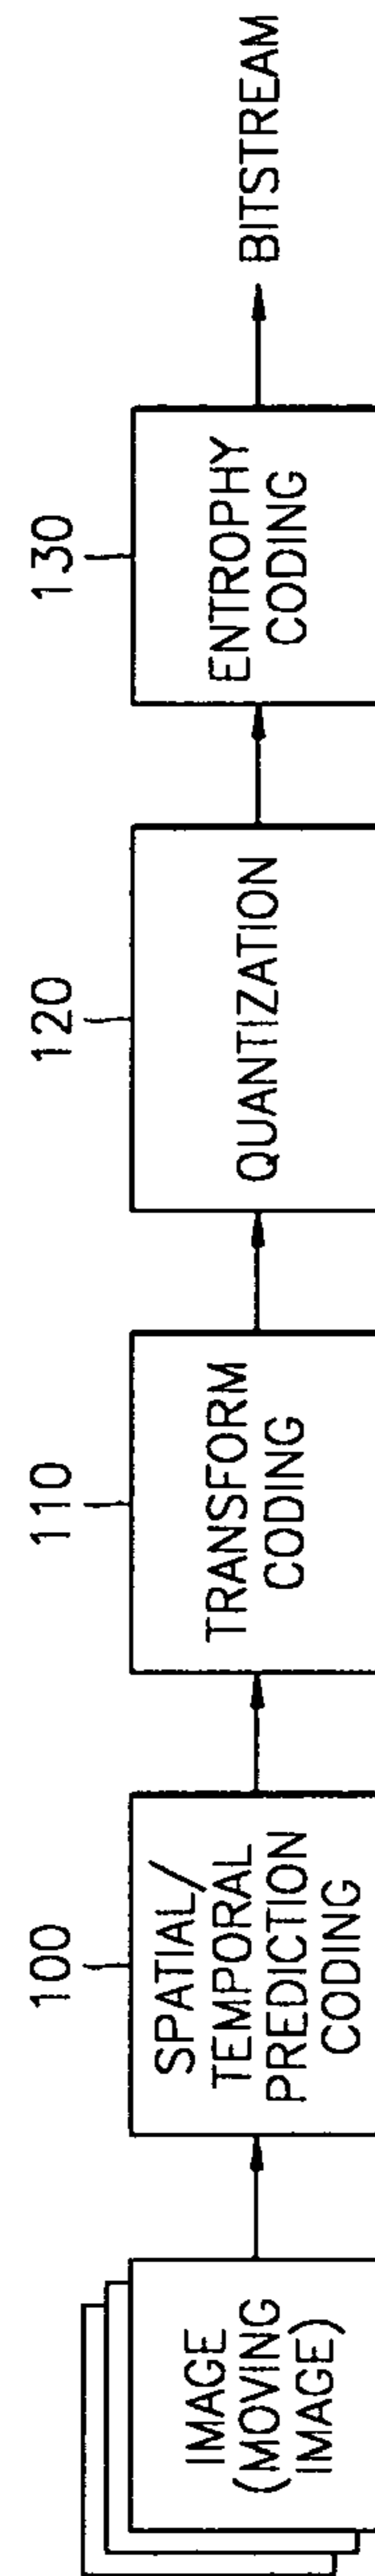 IMAGE
(MOVING
IMAGE)
100
SPATIAL/
TEMPORAL
PREDICTION
CODING
110
TRANSFORM
CODING
120
QUANTIZATION
130
ENTROPHY
CODING
BITSTREAM